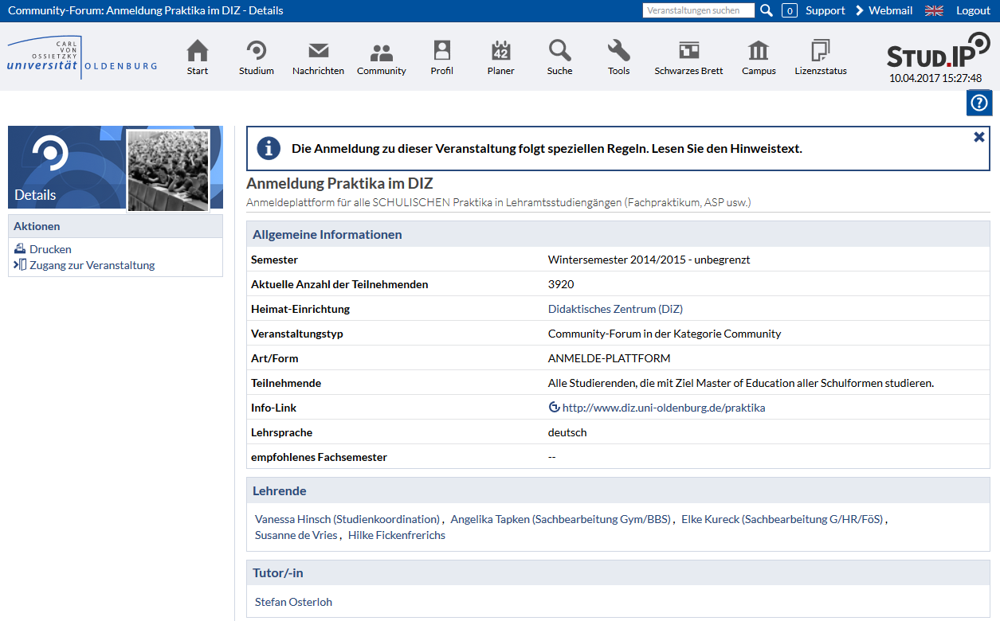 Community-Forum: Anmeldung Praktika im DIZ - Details
Veranstaltungen suchen
0
Support
Webmail
Logout
CARL
VON
OSSIETZKY
universität OLDENBURG
Start
Studium
Nachrichten
Community
Profil
42
Planer
Suche
Tools
Schwarzes Brett
Campus
Lizenzstatus
STUD.IP
10.04.2017 15:27:48
?
Details
Aktionen
Drucken
Zugang zur Veranstaltung
Die Anmeldung zu dieser Veranstaltung folgt speziellen Regeln. Lesen Sie den Hinweistext.
Anmeldung Praktika im DIZ
Anmeldeplattform für alle SCHULISCHEN Praktika in Lehramtsstudiengängen (Fachpraktikum, ASP usw.)
Allgemeine Informationen
Semester Wintersemester 2014/2015 - unbegrenzt
Aktuelle Anzahl der Teilnehmenden 3920
Heimat-Einrichtung Didaktisches Zentrum (DiZ)
Veranstaltungstyp Community-Forum in der Kategorie Community
Art/Form ANMELDE-PLATTFORM
Teilnehmende Alle Studierenden, die mit Ziel Master of Education aller Schulformen studieren.
Info-Link http://www.diz.uni-oldenburg.de/praktika
Lehrsprache deutsch
empfohlenes Fachsemester --
Lehrende
Vanessa Hinsch (Studienkoordination) , Angelika Tapken (Sachbearbeitung Gym/BBS) , Elke Kureck (Sachbearbeitung G/HR/FöS) ,
Susanne de Vries , Hilke Fickenfrerichs
Tutor/-in
Stefan Osterloh